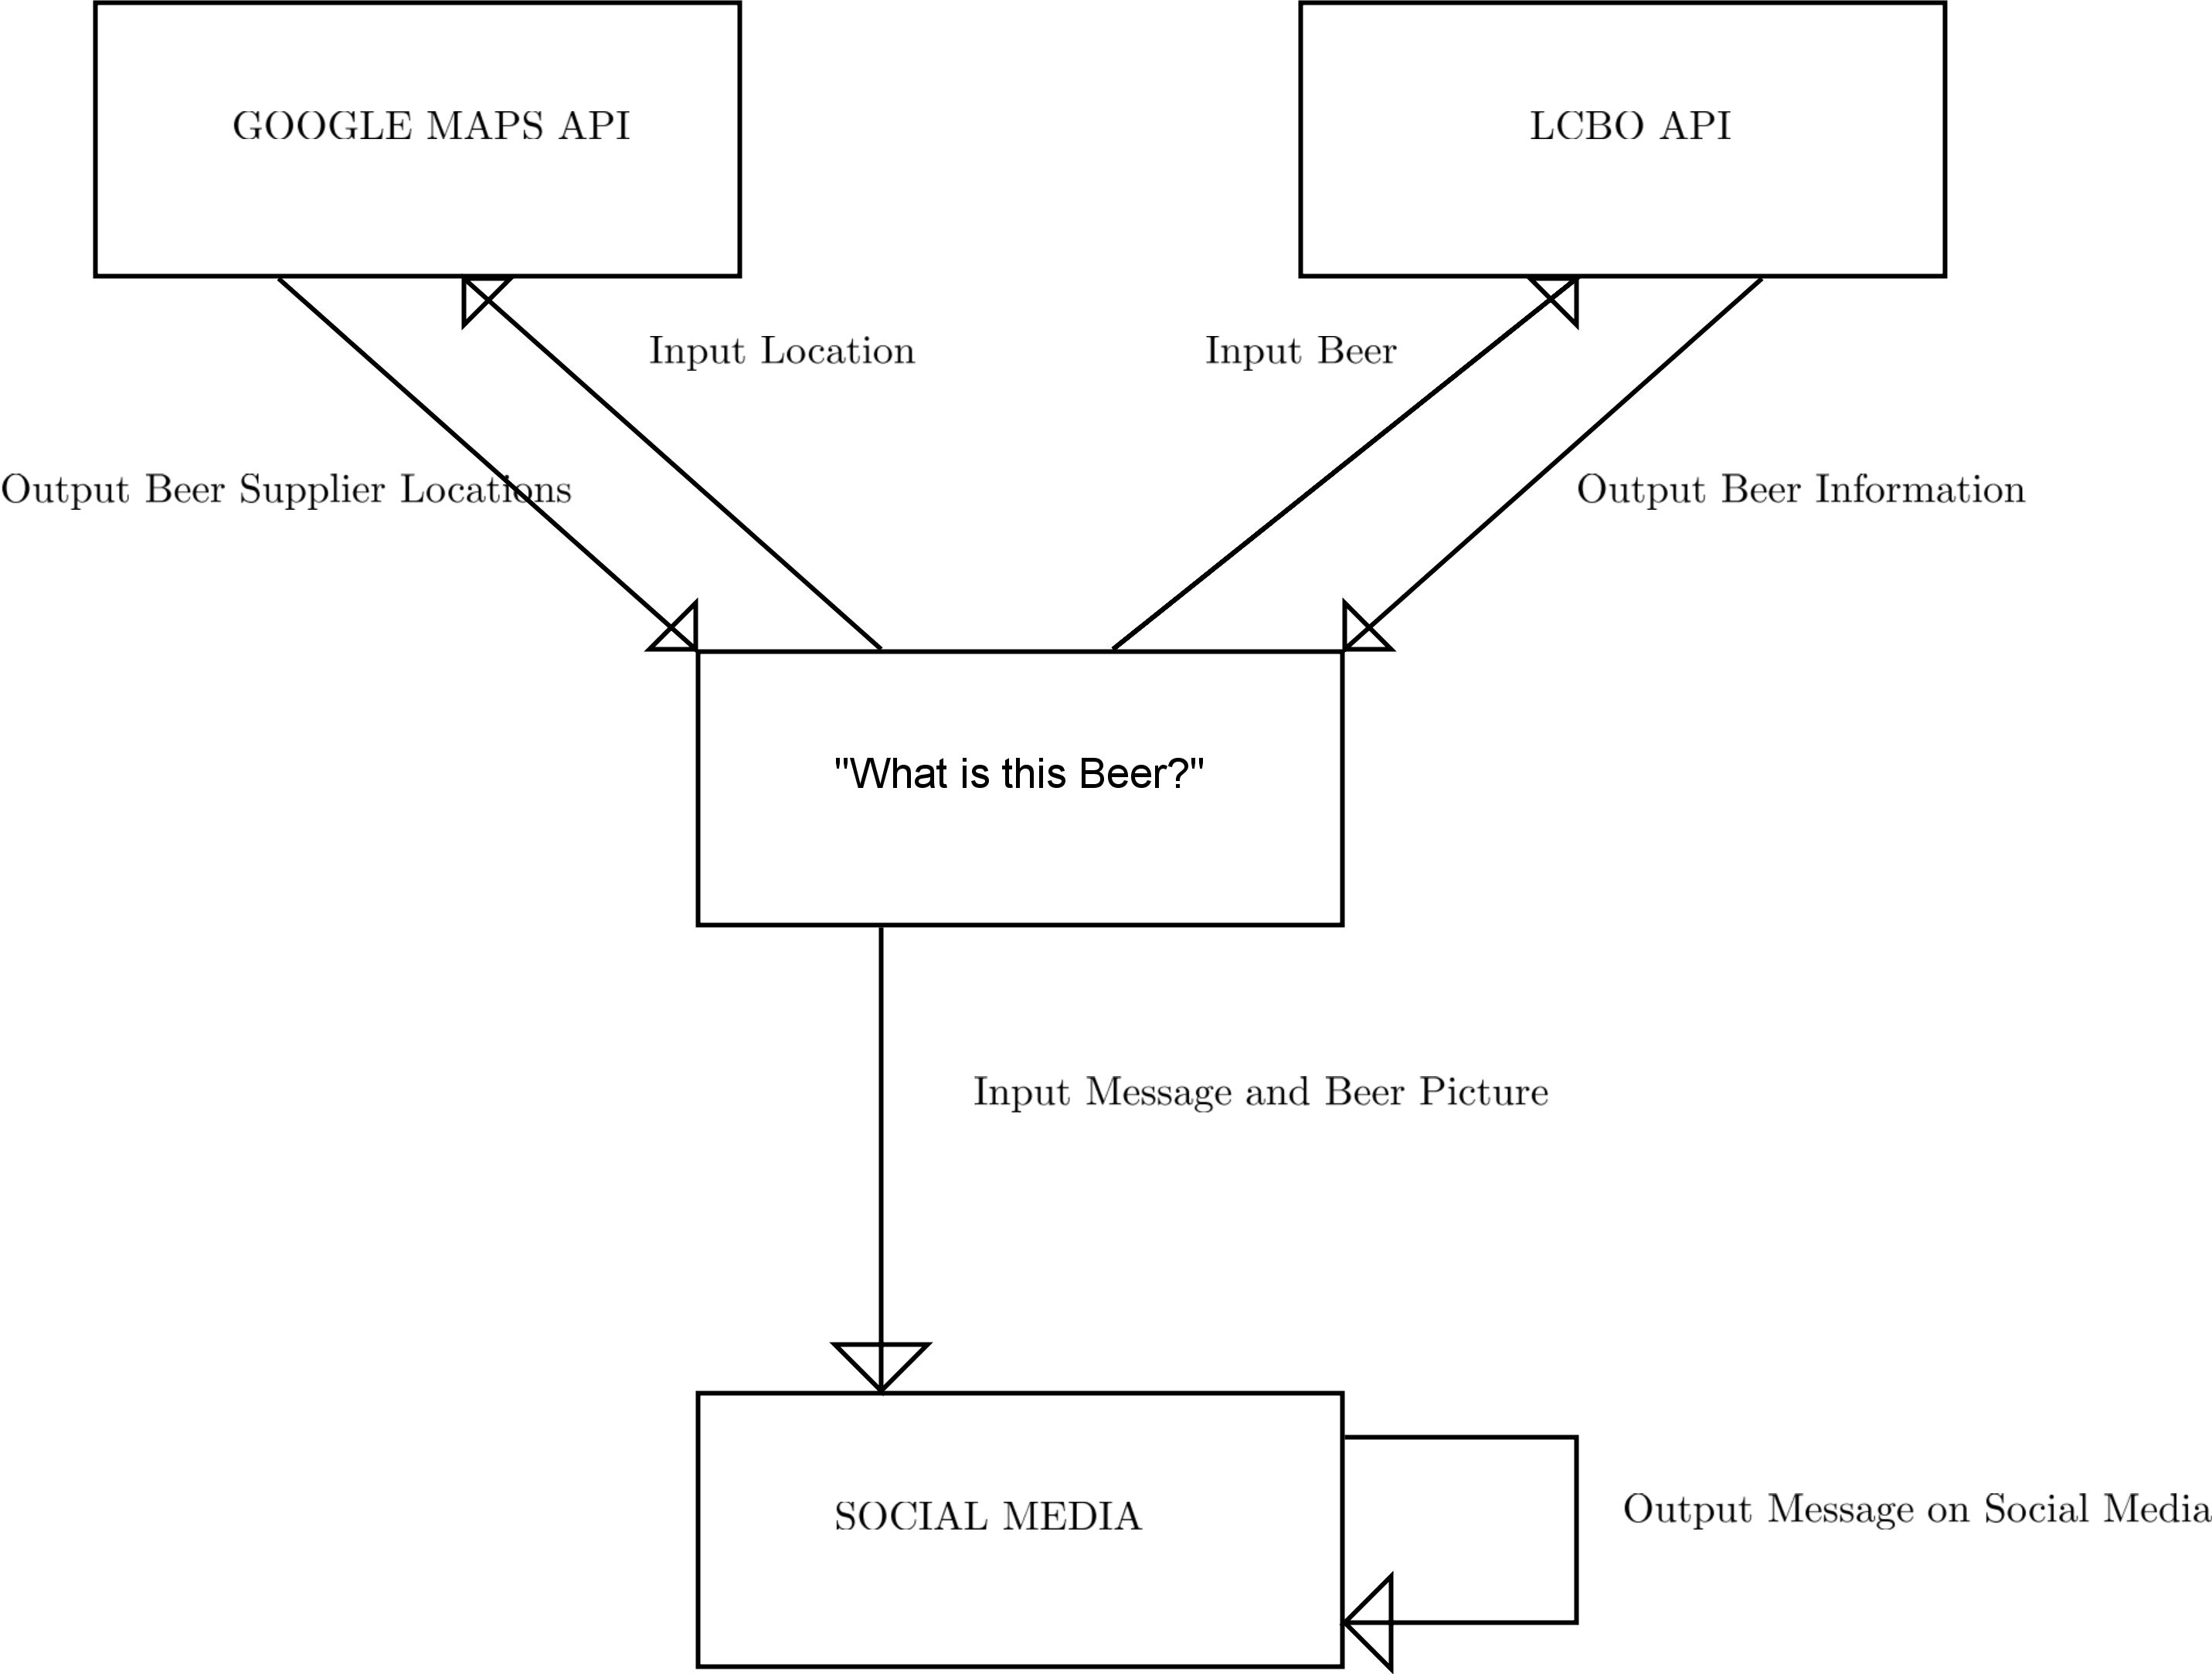 GOOGLE MAPS API
LCBO API
Input Location
Input Beer
Output Beer Supplier Locations
Output Beer Information
"What is this Beer?"
Input Message and Beer Picture
SOCIAL MEDIA
Output Message on Social Media